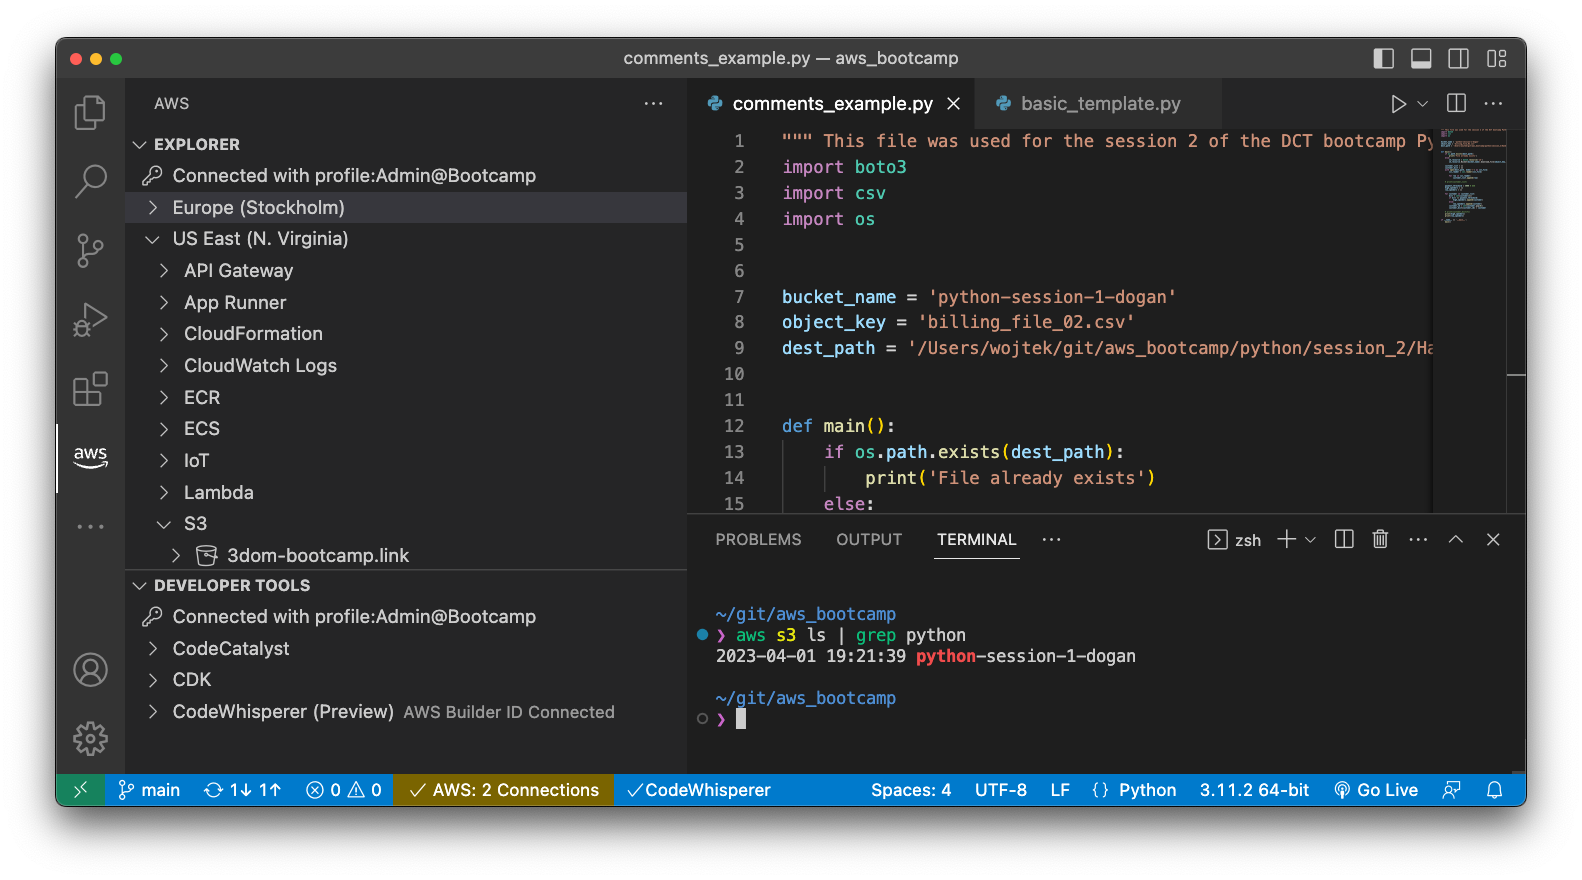 comments_example.py — aws_bootcamp
AWS
EXPLORER
Connected with profile:Admin@Bootcamp
Europe (Stockholm)
US East (N. Virginia)
API Gateway
App Runner
CloudFormation
CloudWatch Logs
ECR
ECS
IoT
Lambda
S3
3dom-bootcamp.link
DEVELOPER TOOLS
Connected with profile:Admin@Bootcamp
CodeCatalyst
CDK
CodeWhisperer (Preview) AWS Builder ID Connected
aws
comments_example.py basic_template.py
1 """ This file was used for the session 2 of the DCT bootcamp Py
2 import boto3
3 import csv
4 import os
5
6
7 bucket_name = 'python-session-1-dogan'
8 object_key = 'billing_file_02.csv'
9 dest_path = '/Users/wojtek/git/aws_bootcamp/python/session_2/Ha
10
11
12 def main():
13 if os.path.exists(dest_path):
14 print('File already exists')
15 else:
PROBLEMS OUTPUT TERMINAL zsh
~/git/aws_bootcamp
❯ aws s3 ls | grep python
2023-04-01 19:21:39 python-session-1-dogan
~/git/aws_bootcamp
❯
main 1↓ 1↑ 0 0 AWS: 2 Connections CodeWhisperer Spaces: 4 UTF-8 LF {} Python 3.11.2 64-bit Go Live